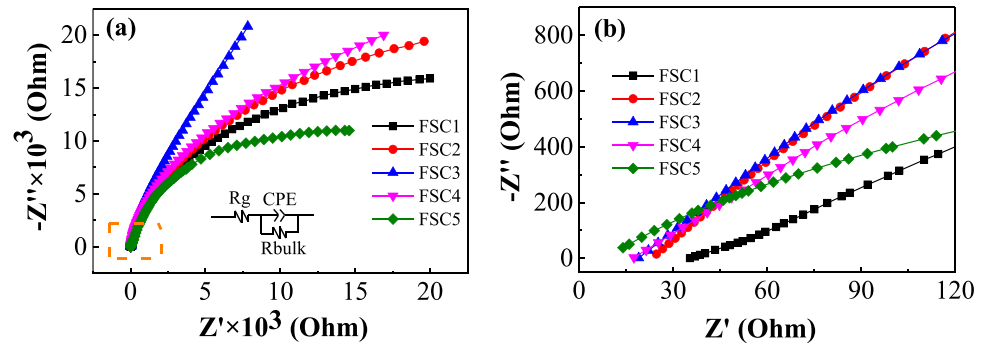 (a)
20
15
10
5
0
-Z''×10³ (Ohm)
FSC1
FSC2
FSC3
FSC4
FSC5
Rg CPE
Rbulk
0 5 10 15 20
Z'×10³ (Ohm)
(b)
800
600
400
200
0
-Z'' (Ohm)
FSC1
FSC2
FSC3
FSC4
FSC5
0 30 60 90 120
Z' (Ohm)